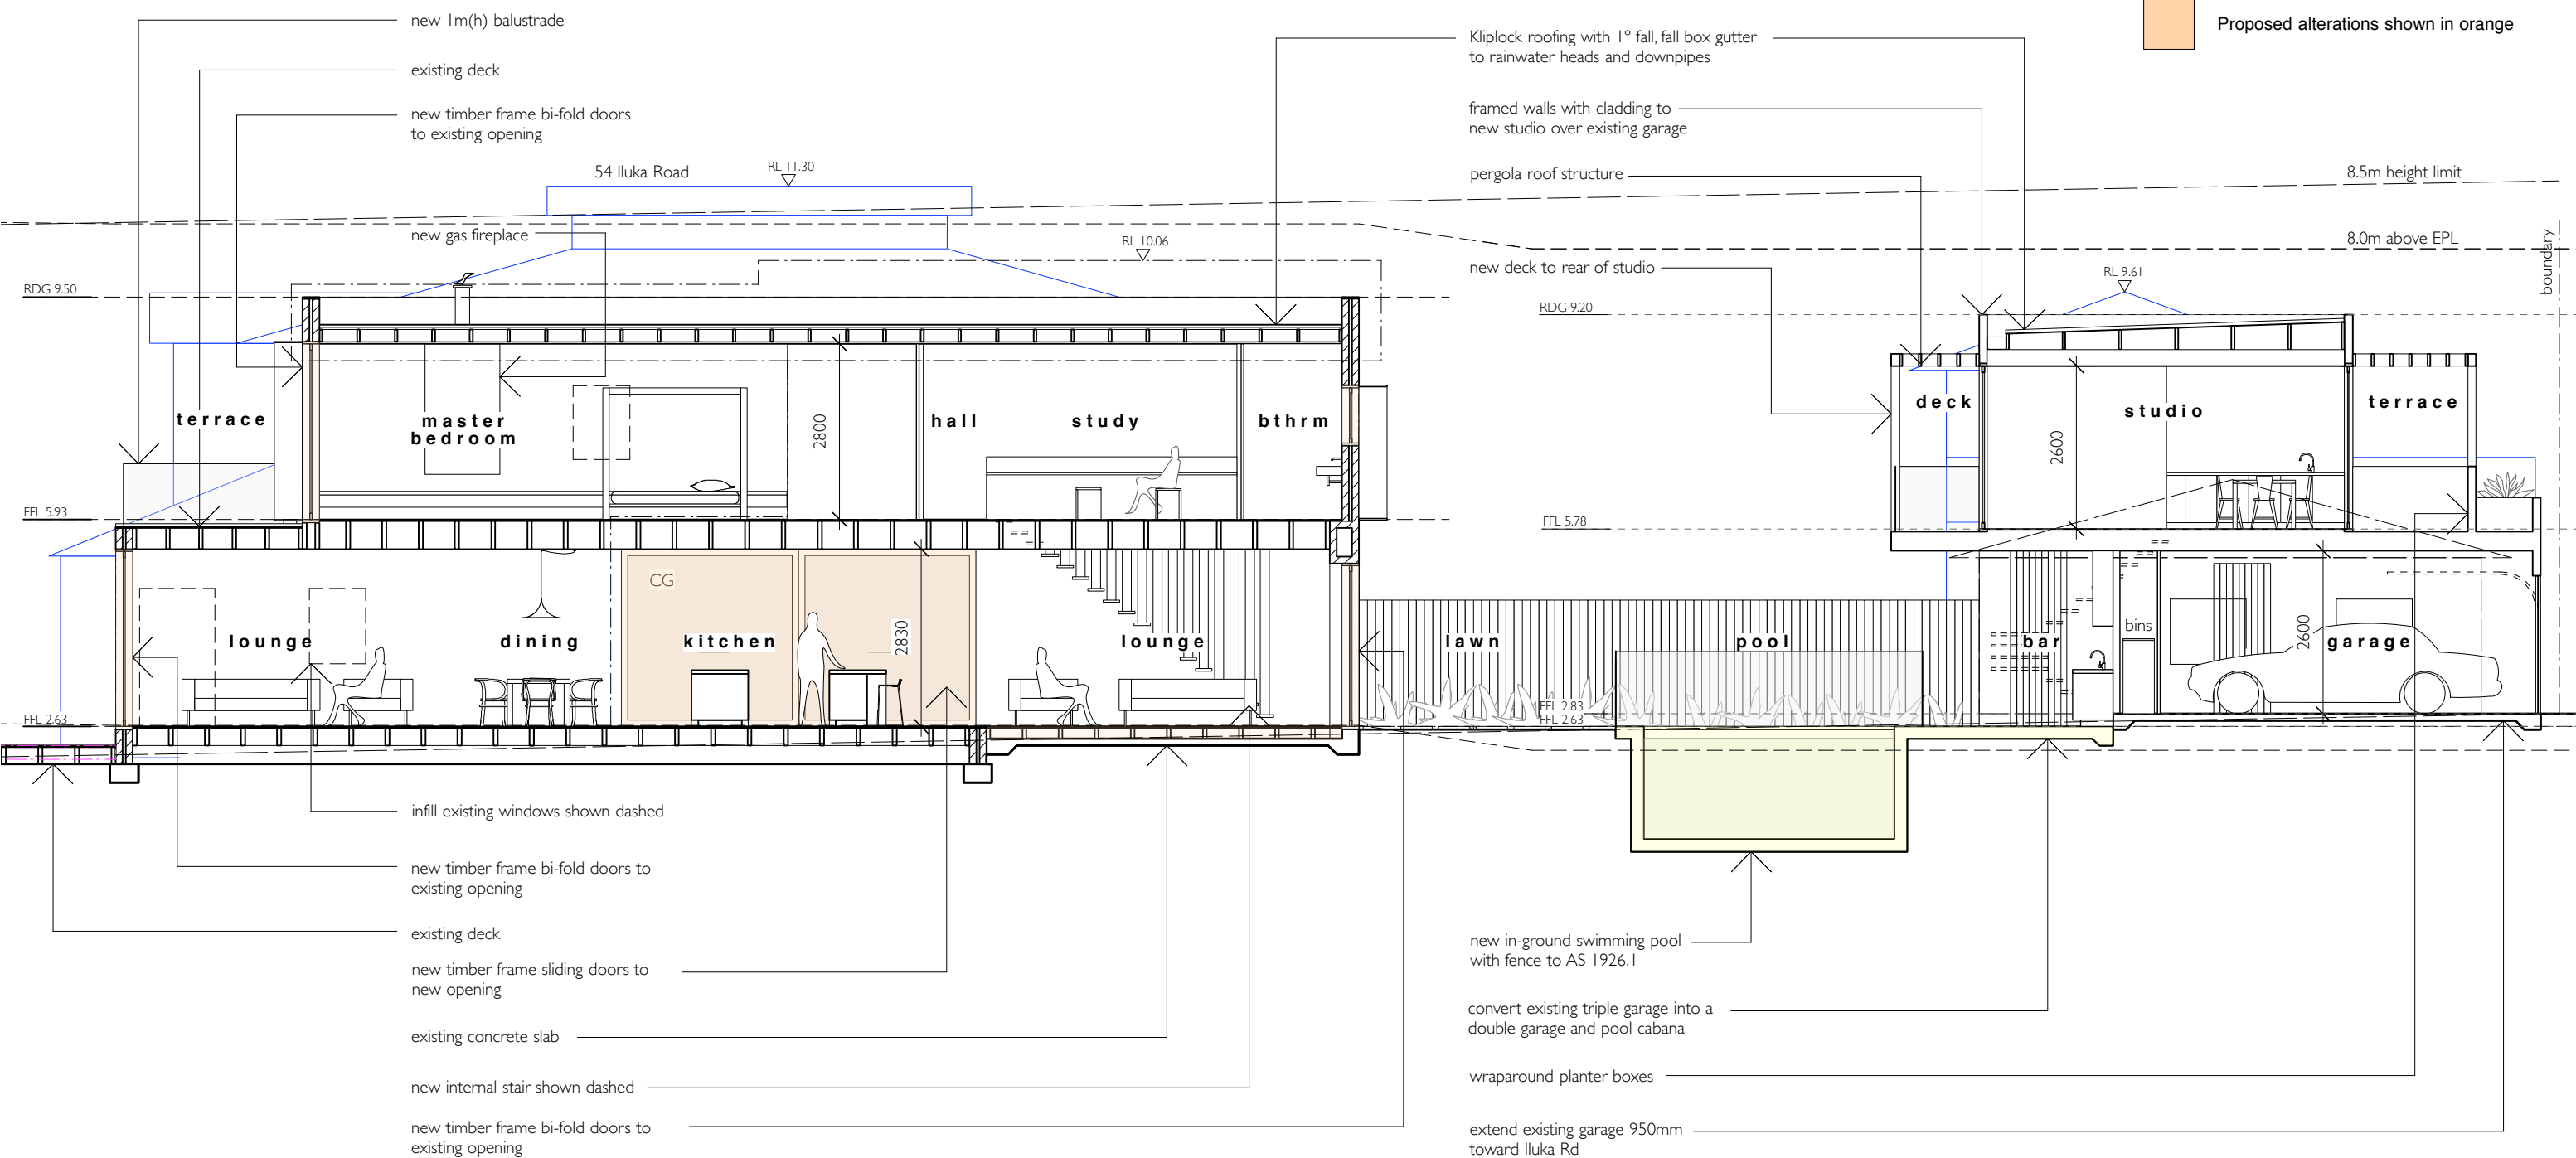 new 1m(h) balustrade
existing deck
new timber frame bi-fold doors
to existing opening
54 Iluka Road
RL 11.30
new gas fireplace
RL 10.06
RDG 9.50
Kliplock roofing with 1º fall, fall box gutter
to rainwater heads and downpipes
framed walls with cladding to
new studio over existing garage
pergola roof structure
new deck to rear of studio
Proposed alterations shown in orange
8.5m height limit
8.0m above EPL
boundary
RL 9.61
RDG 9.20
terrace
master
bedroom
2800
hall
study
bthrm
deck
studio
2600
terrace
FFL 5.93
FFL 5.78
CG
lounge
dining
kitchen
2830
lounge
lawn
pool
bar
bins
2600
garage
FFL 2.63
FFL 2.83
FFL 2.63
infill existing windows shown dashed
new timber frame bi-fold doors to
existing opening
existing deck
new timber frame sliding doors to
new opening
existing concrete slab
new internal stair shown dashed
new timber frame bi-fold doors to
existing opening
new in-ground swimming pool
with fence to AS 1926.1
convert existing triple garage into a
double garage and pool cabana
wraparound planter boxes
extend existing garage 950mm
toward Iluka Rd